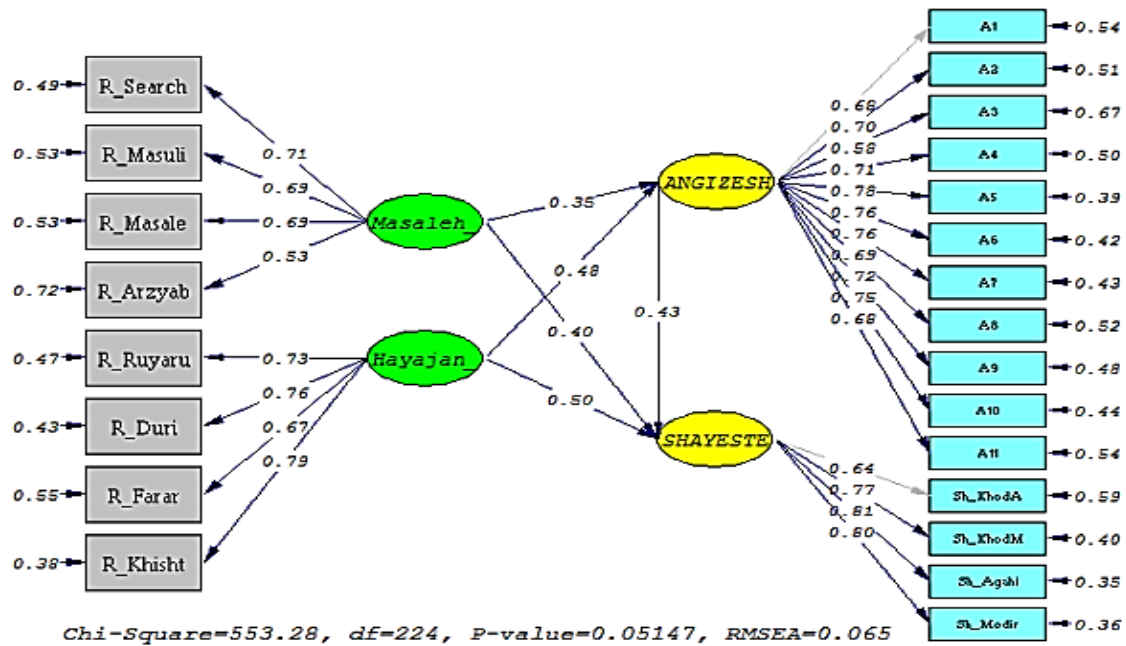 0.49 R_Search
0.53 R_Masuli
0.53 R_Masale
0.72 R_Arzyab
0.47 R_Ruyaru
0.43 R_Duri
0.55 R_Farar
0.38 R_Khisht
0.71
0.69
0.69
0.53
0.73
0.76
0.67
0.79
Masaleh_
Hayajan_
0.35
0.48
0.40
0.50
0.43
ANGIZESH
SHAYESTE
0.68
0.70
0.58
0.71
0.78
0.76
0.76
0.69
0.72
0.75
0.68
0.64
0.77
0.81
0.80
A1 0.54
A2 0.51
A3 0.67
A4 0.50
A5 0.39
A6 0.42
A7 0.43
A8 0.52
A9 0.48
A10 0.44
A11 0.54
Sh_KhodA 0.59
Sh_KhodM 0.40
Sh_Agahi 0.35
Sh_Modir 0.36
Chi-Square=553.28, df=224, P-value=0.05147, RMSEA=0.065